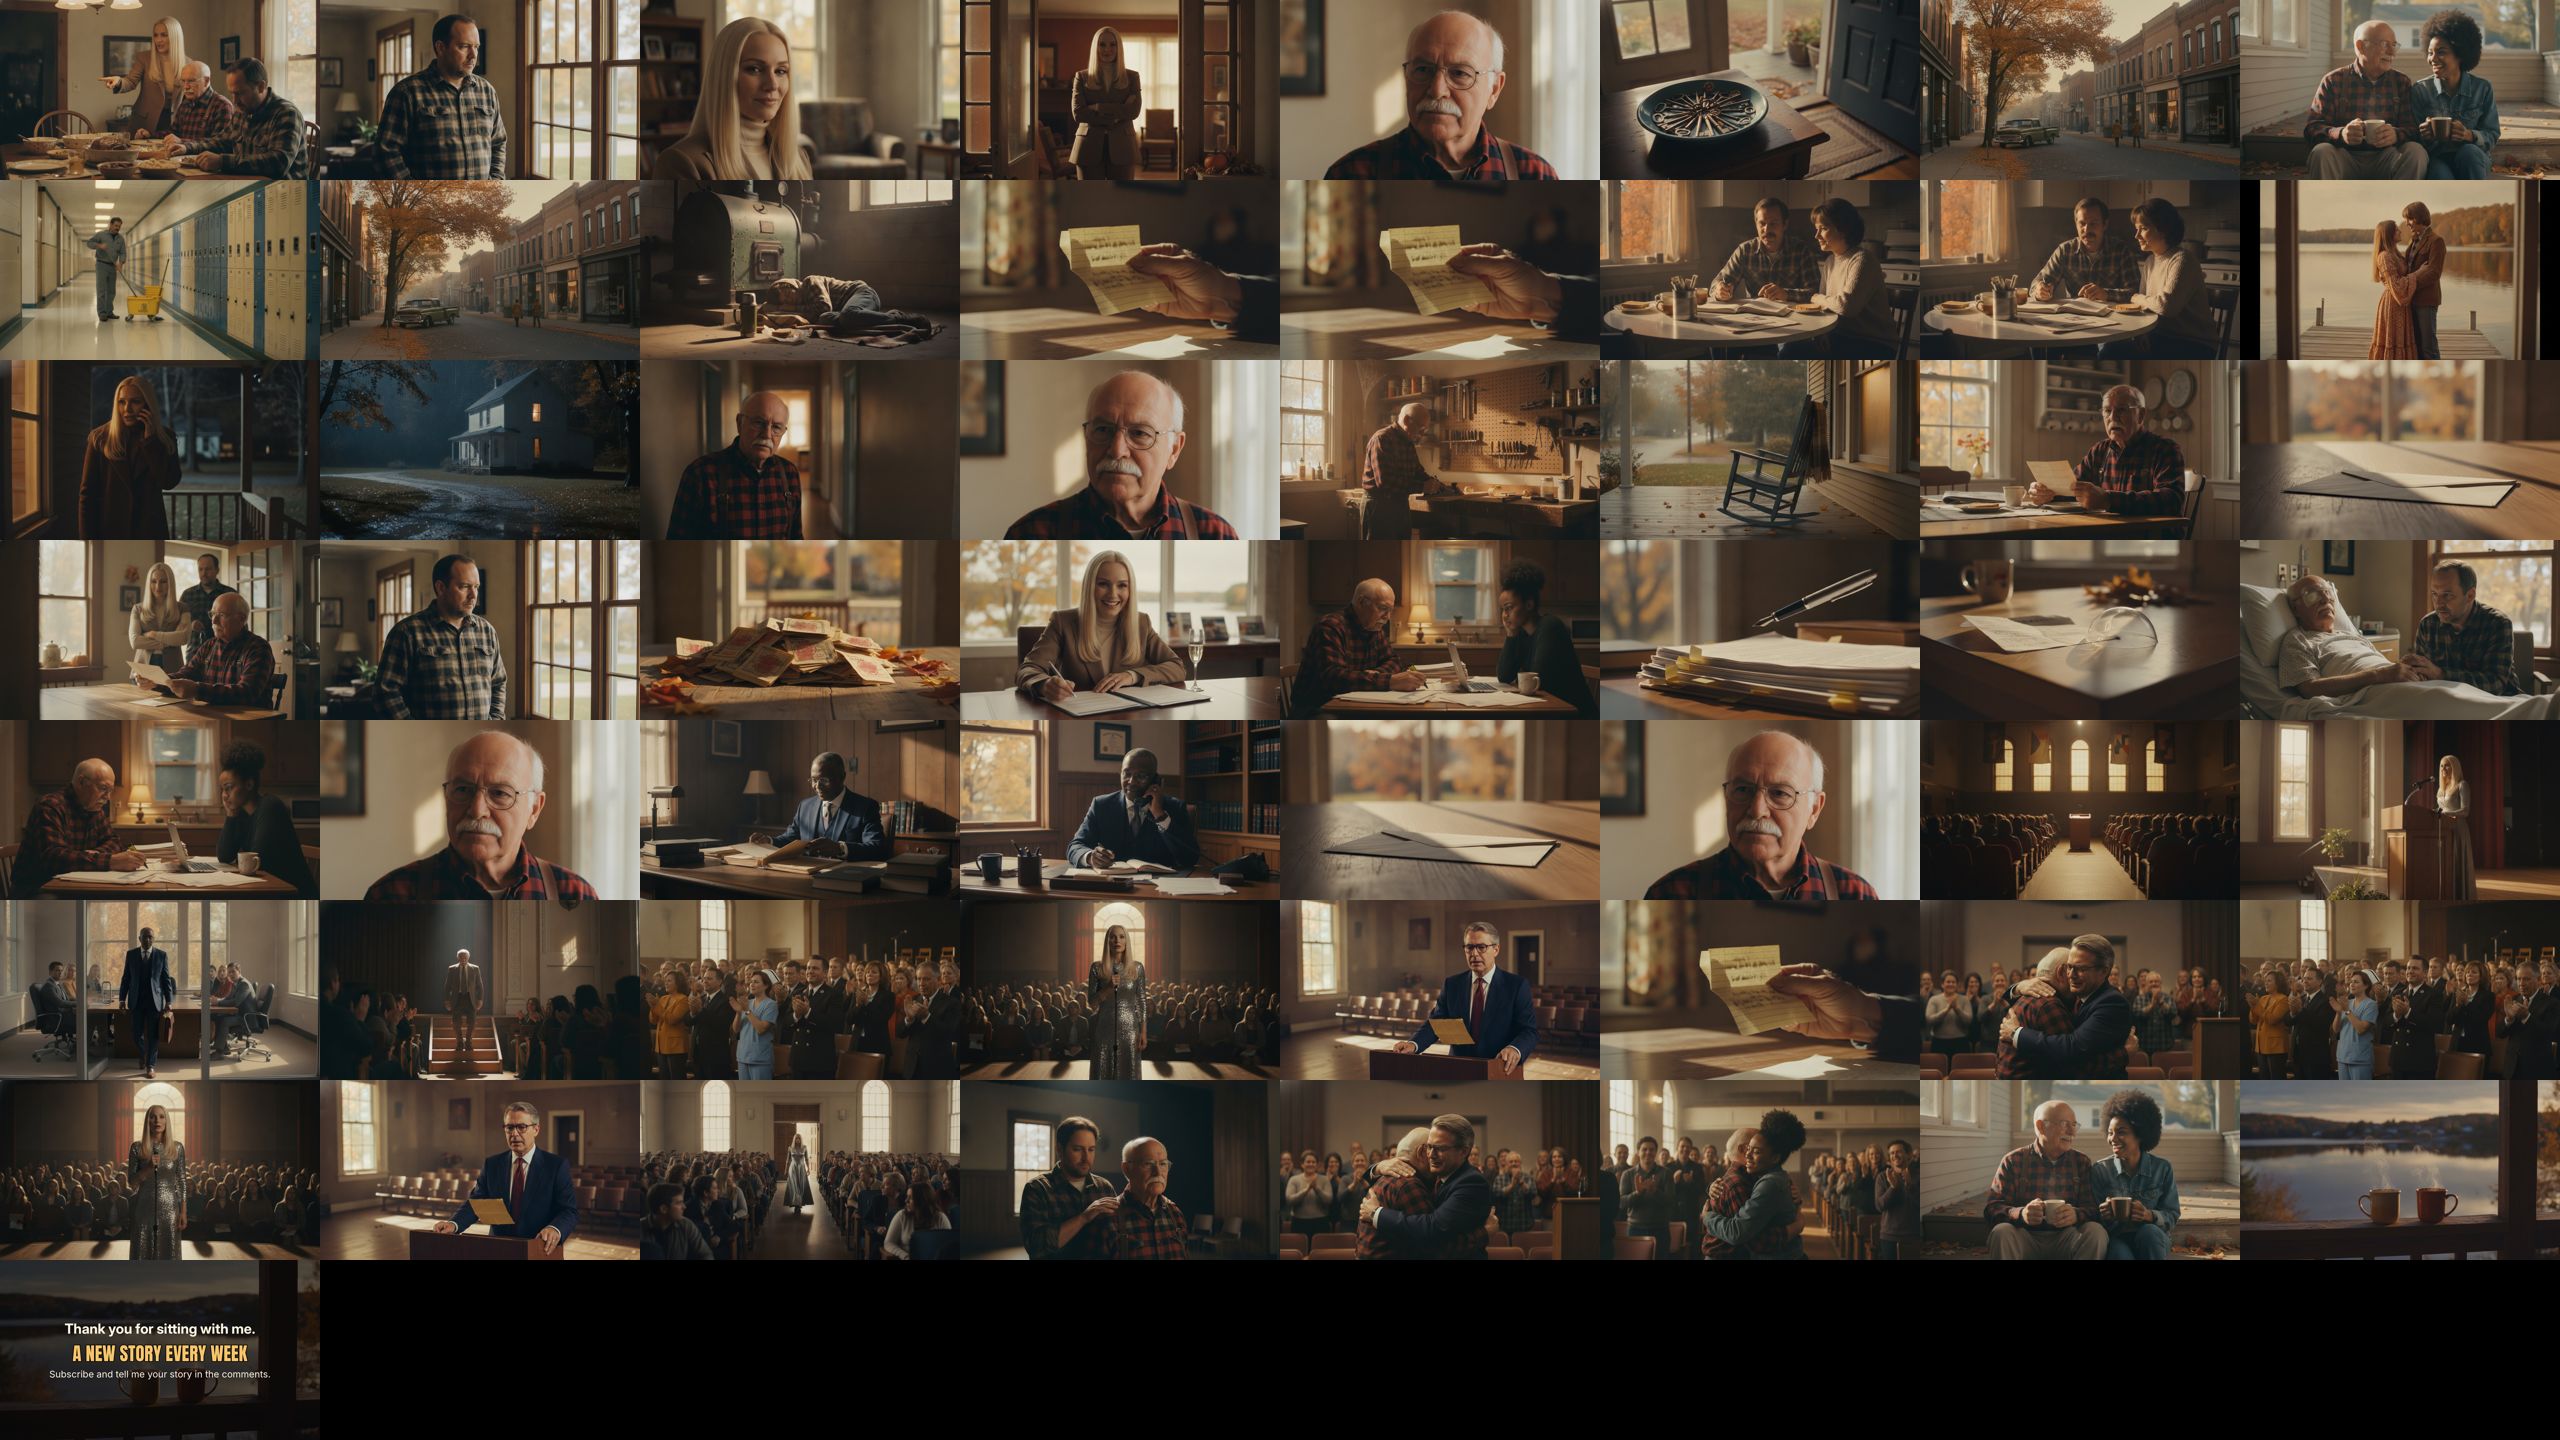 Thank you for sitting with me.
A NEW STORY EVERY WEEK
Subscribe and tell me your story in the comments.